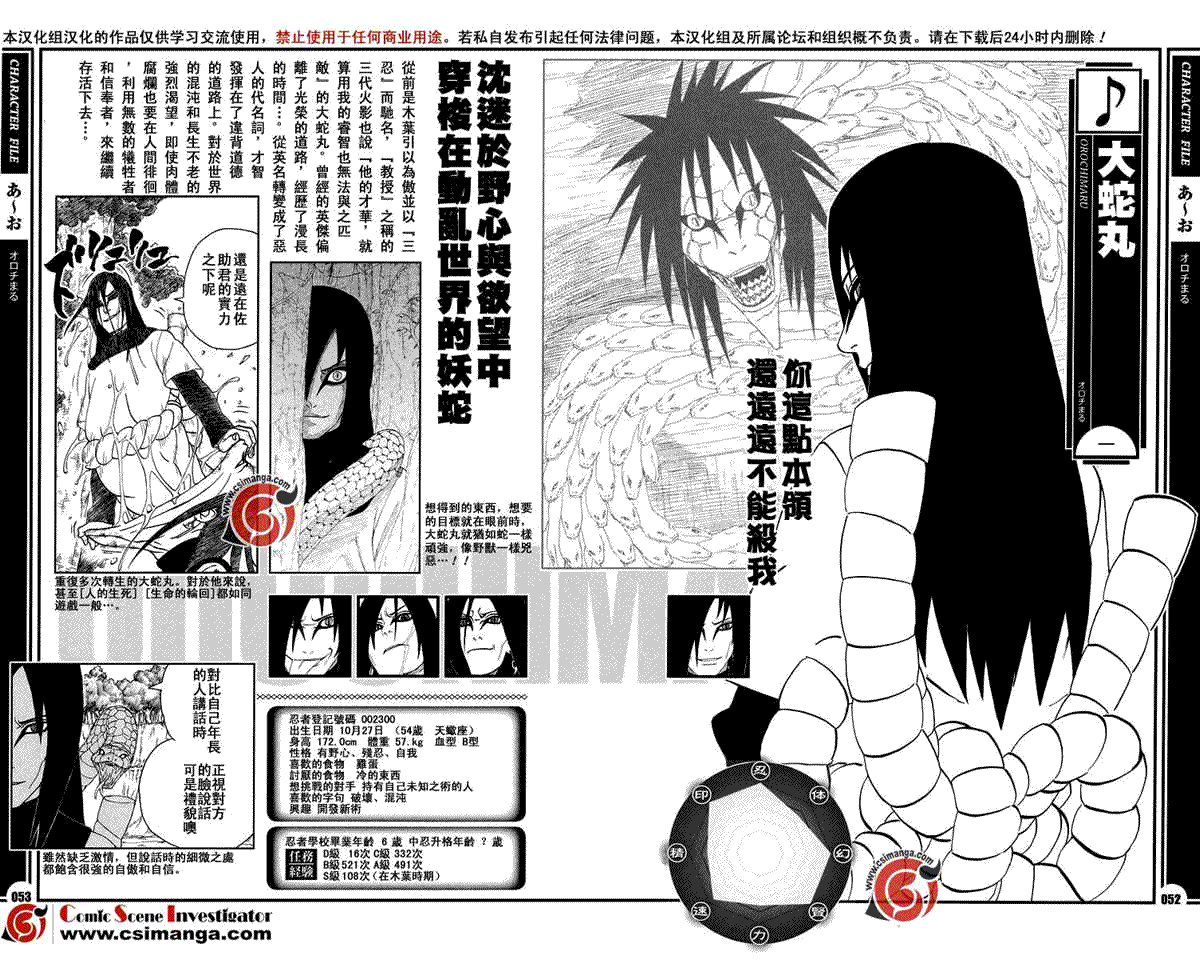 本汉化组汉化的作品仅供学习交流使用，禁止使用于任何商业用途。若私自发布引起任何法律问题，本汉化组及所属论坛和组织概不负责。请在下载后24小时内删除！
CHARACTER FILE
あ～お
オロチまる
♪
大蛇丸
OROCHIMARU
オロチまる
一
你這點本領
還遠遠不能殺我
沈迷於野心與欲望中
穿梭在動亂世界的妖蛇
從前是木葉引以為傲並以『三
忍』而馳名，『教授』之稱的
三代火影也說『他的才華，就
算用我的睿智也無法與之匹
敵』的大蛇丸。曾經的英傑偏
離了光榮的道路，經歷了漫長
的時間…。從英名轉變成了惡
人的代名詞，才智
發揮在了違背道德
的道路上。對於世界
的混沌和長生不老的
強烈渴望，即使肉體
腐爛也要在人間徘徊
，利用無數的犧牲者
和信奉者，來繼續
存活下去…。
還是遠在佐
助君的實力
之下呢
www.csimanga.com
想得到的東西，想要
的目標就在眼前時，
大蛇丸就猶如蛇一樣
頑強，像野獸一樣兇
惡…！！
重復多次轉生的大蛇丸。對於他來說，
甚至[人的生死] [生命的輪回]都如同
遊戲一般…。
對比自己年長
的人講話時
正視對方
的臉說話
可是禮貌噢
雖然缺乏激情，但說話時的細微之處
都飽含很強的自傲和自信。
忍者登記號碼 002300
出生日期 10月27日 （54歲 天蠍座）
身高 172.0cm 體重 57.kg 血型 B型
性格 有野心、殘忍、自我
喜歡的食物 雞蛋
討厭的食物 冷的東西
想挑戰的對手 持有自己未知之術的人
喜歡的字句 破壞、混沌
興趣 開發新術
忍者學校畢業年齡 6 歲 中忍升格年齡 ? 歲
任務
経験
D級 16次 C級 332次
B級521次 A級 491次
S級108次（在木葉時期）
忍
体
幻
賢
力
速
精
印
www.csimanga.com
CHARACTER FILE
あ～お
オロチまる
053
052
Comic Scene Investigator
www.csimanga.com